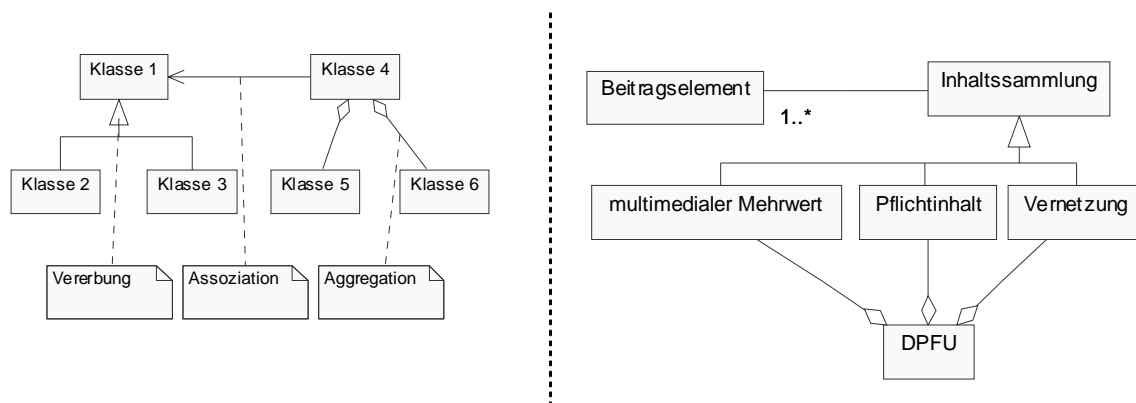 Klasse 1
Klasse 4
Klasse 2
Klasse 3
Klasse 5
Klasse 6
Vererbung
Assoziation
Aggregation
Beitragselement
1..*
Inhaltssammlung
multimedialer Mehrwert
Pflichtinhalt
Vernetzung
DPFU